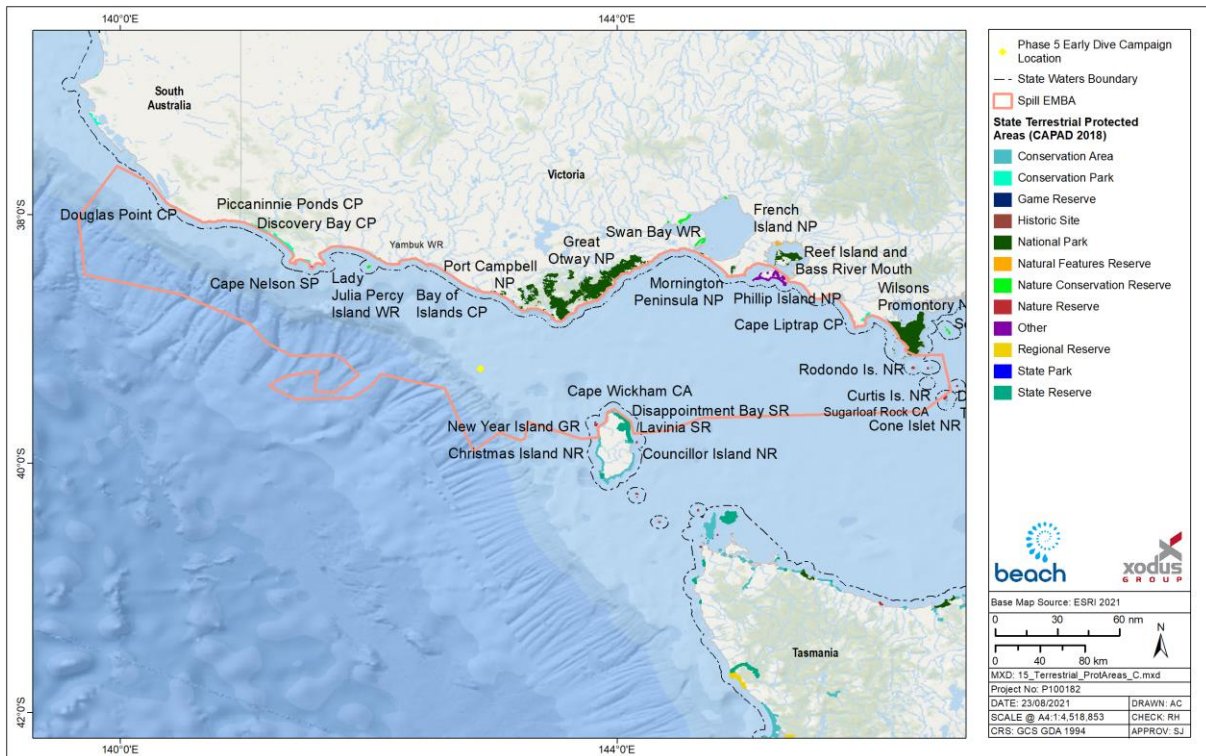 140°0'E
144°0'E
38°0'S
40°0'S
42°0'S
South
Australia
Victoria
Tasmania
Douglas Point CP
Piccaninnie Ponds CP
Discovery Bay CP
Cape Nelson SP
Yambuk WR
Lady
Julia Percy
Island WR
Bay of
Islands CP
Port Campbell
NP
Great
Otway NP
Swan Bay WR
French
Island NP
Mornington
Peninsula NP
Reef Island and
Bass River Mouth
Phillip Island NP
Wilsons
Promontory N
Cape Liptrap CP
Rodondo Is. NR
Curtis Is. NR
Sugarloaf Rock CA
Cone Islet NR
Cape Wickham CA
Disappointment Bay SR
/Lavinia SR
New Year Island GR
Christmas Island NR
Councillor Island NR
140°0'E
144°0'E
Phase 5 Early Dive Campaign
Location
State Waters Boundary
Spill EMBA
State Terrestrial Protected
Areas (CAPAD 2018)
Conservation Area
Conservation Park
Game Reserve
Historic Site
National Park
Natural Features Reserve
Nature Conservation Reserve
Nature Reserve
Other
Regional Reserve
State Park
State Reserve
beach
xodus
GROUP
Base Map Source: ESRI 2021
0 30 60 nm
N
0 40 80 km
MXD: 15_Terrestrial_ProtAreas_C.mxd
Project No: P100182
DATE: 23/08/2021 DRAWN: AC
SCALE @ A4:1:4,518,853 CHECK: RH
CRS: GCS GDA 1994 APPROV: SJ